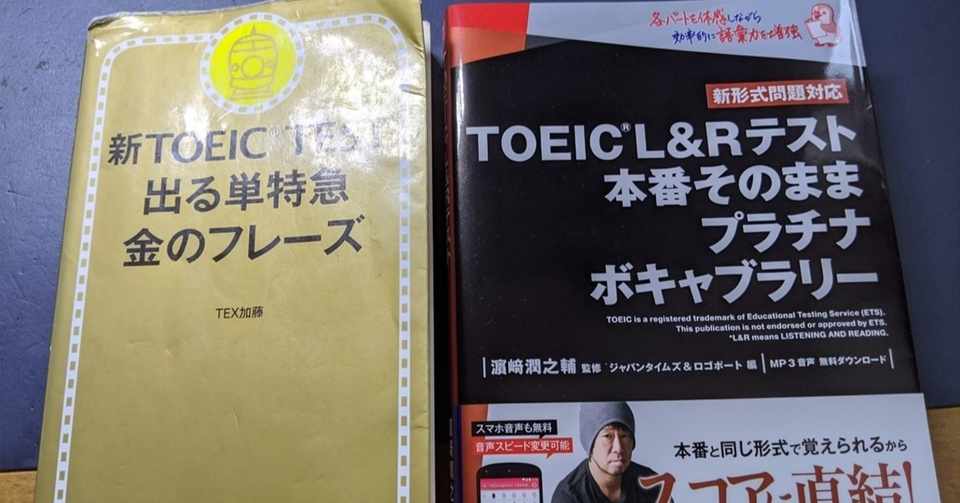 新TOEIC® TEST
出る単特急
金のフレーズ
TEX加藤
各パートを体感しながら
効率的に語彙力を増強
新形式問題対応
TOEIC® L&Rテスト
本番そのまま
プラチナ
ボキャブラリー
TOEIC is a registered trademark of Educational Testing Service (ETS).
This publication is not endorsed or approved by ETS.
*L&R means LISTENING AND READING.
濵﨑潤之輔 監修 ジャパンタイムズ&ロゴポート 編 MP3音声 無料ダウンロード
スマホ音声も無料
音声スピード変更可能
本番と同じ形式で覚えられるから
スコアに直結!